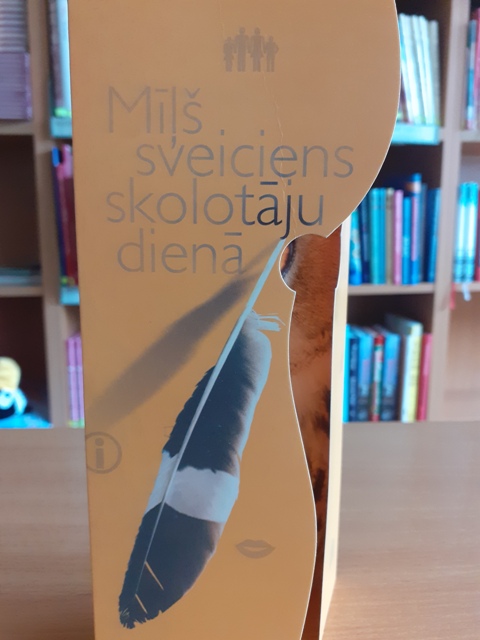 Mīļš
sveiciens
skolotāju
dienā
i